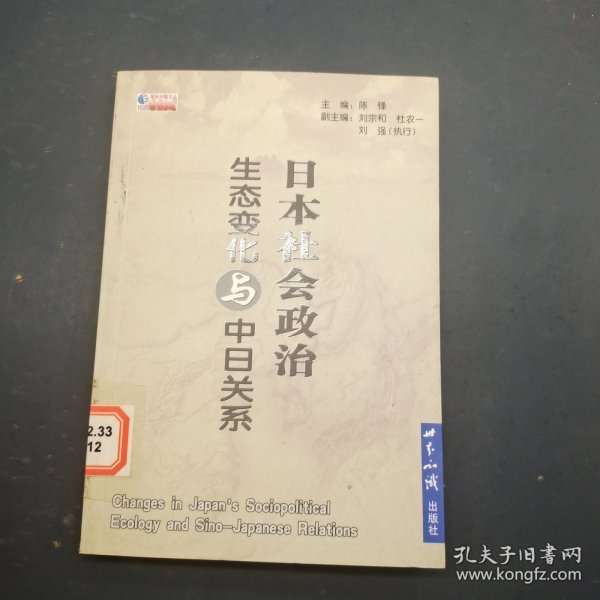 主编：陈锋
副主编：刘宗和 杜农一
刘强（执行）
日本社会政治
生态变化与中日关系
2.33
12
Changes in Japan's Sociopolitical
Ecology and Sino-Japanese Relations
世界知识
出版社
孔夫子旧书网
www.kongfz.com